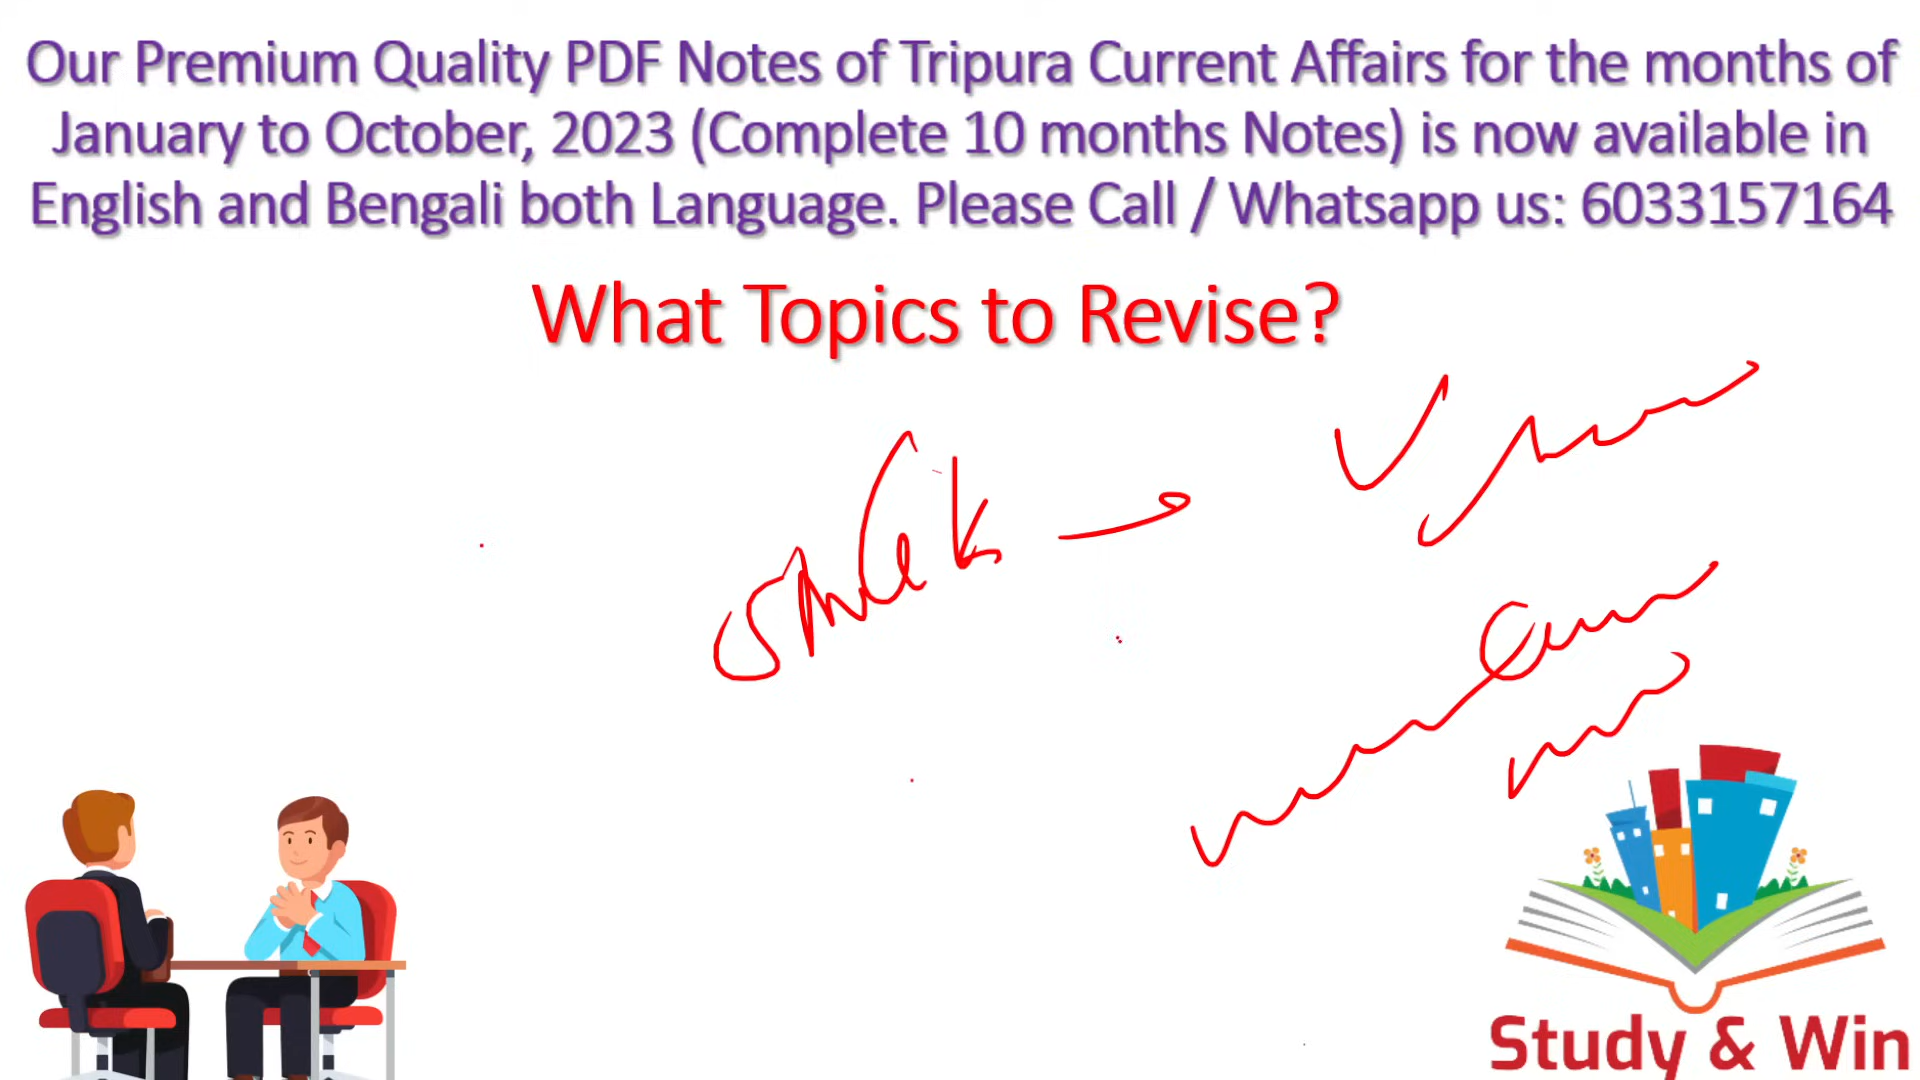 Our Premium Quality PDF Notes of Tripura Current Affairs for the months of
January to October, 2023 (Complete 10 months Notes) is now available in
English and Bengali both Language. Please Call / Whatsapp us: 6033157164
What Topics to Revise?
Study & Win